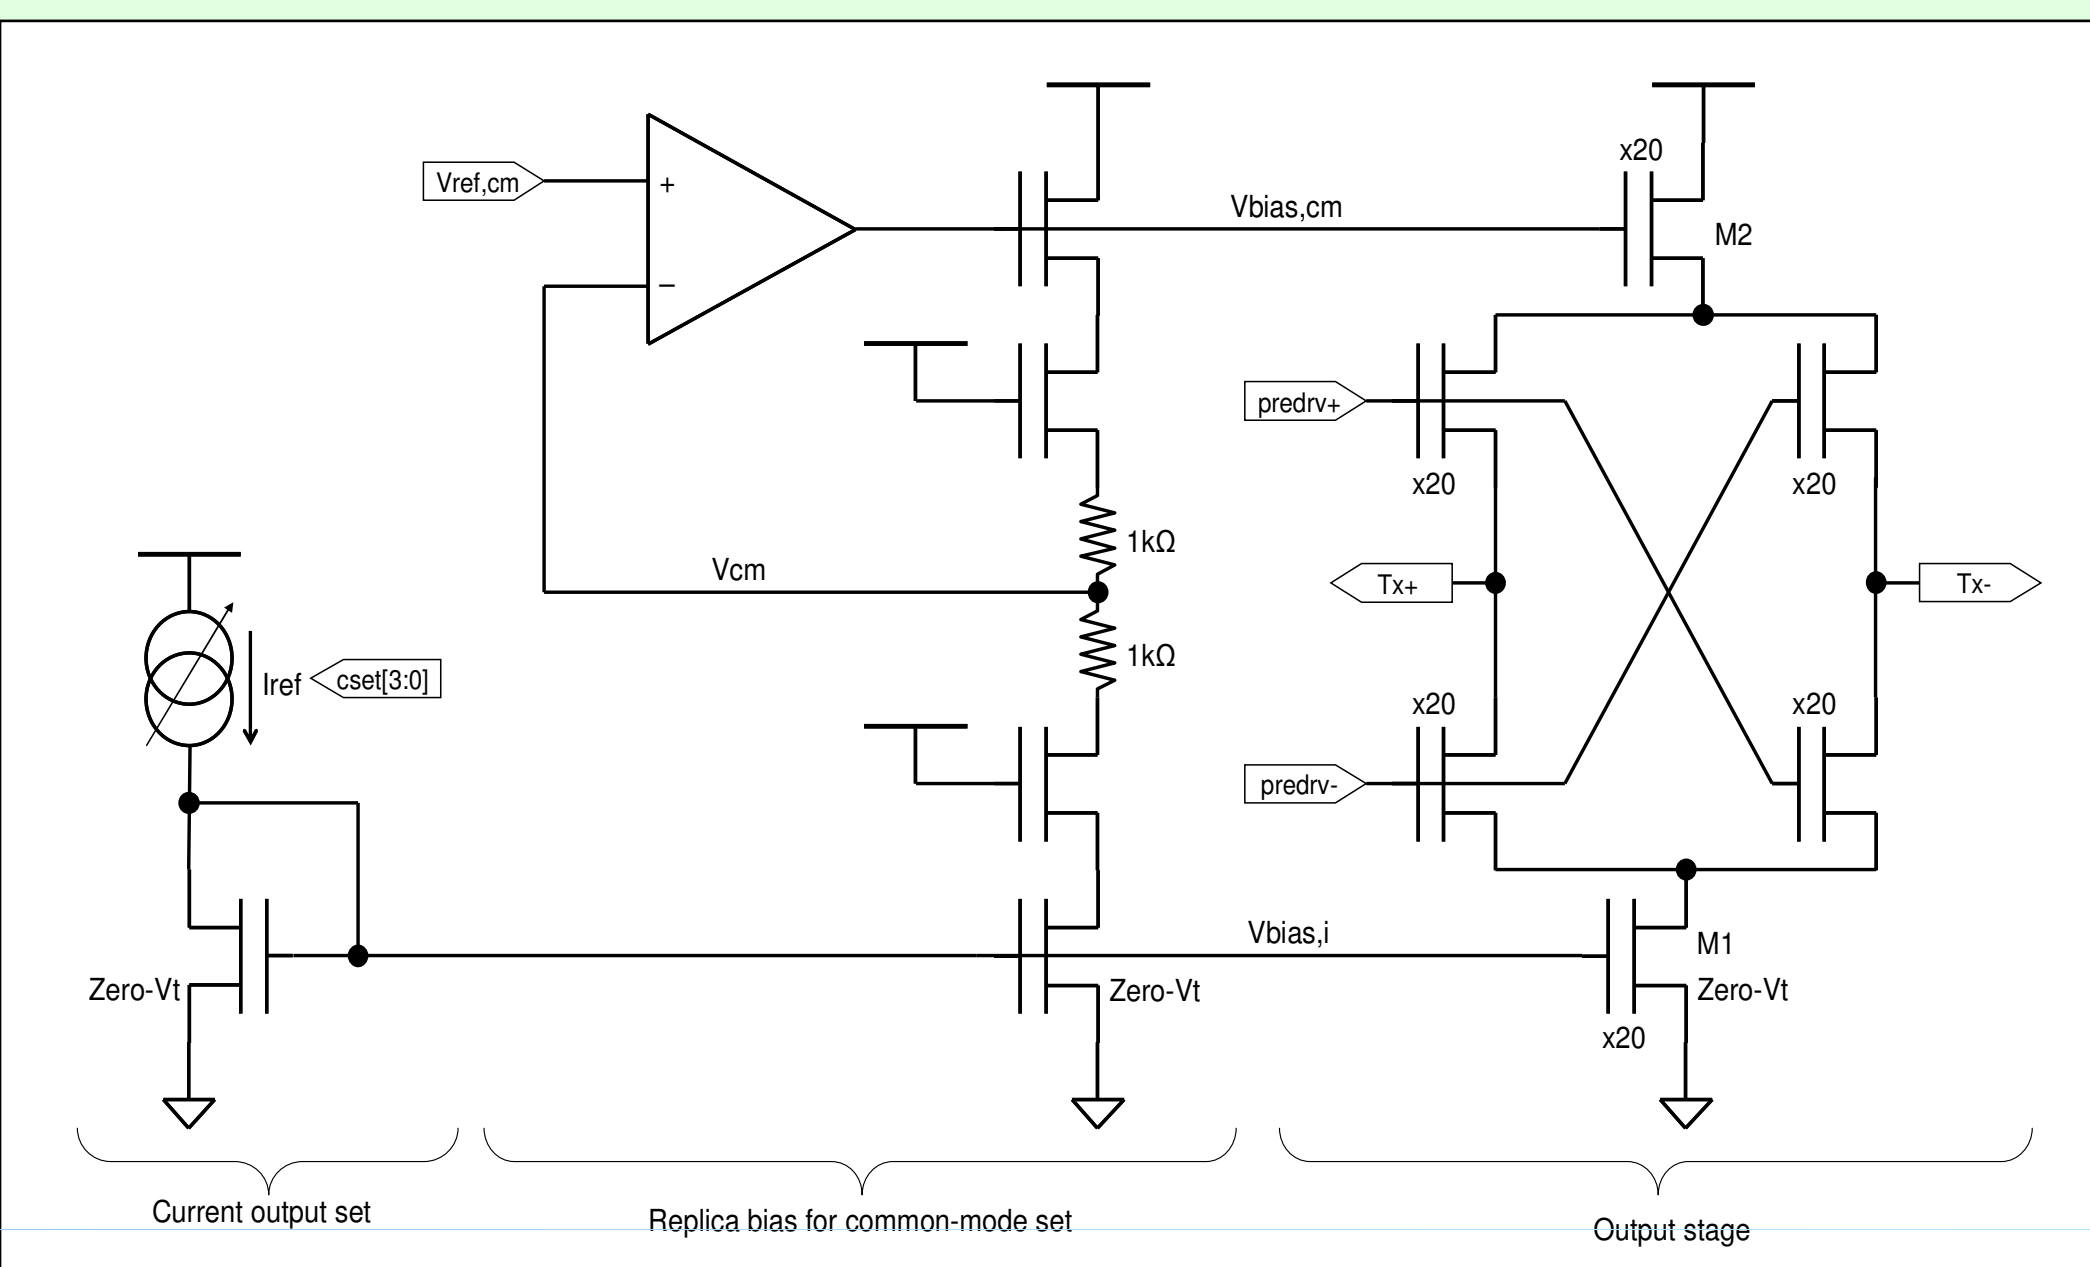 x20
Vref,cm
+
Vbias,cm
M2
−
predrv+
x20
x20
1kΩ
Vcm
Tx+
Tx-
1kΩ
Iref
cset[3:0]
x20
x20
predrv-
Vbias,i
M1
Zero-Vt
Zero-Vt
Zero-Vt
x20
Current output set
Replica bias for common-mode set
Output stage